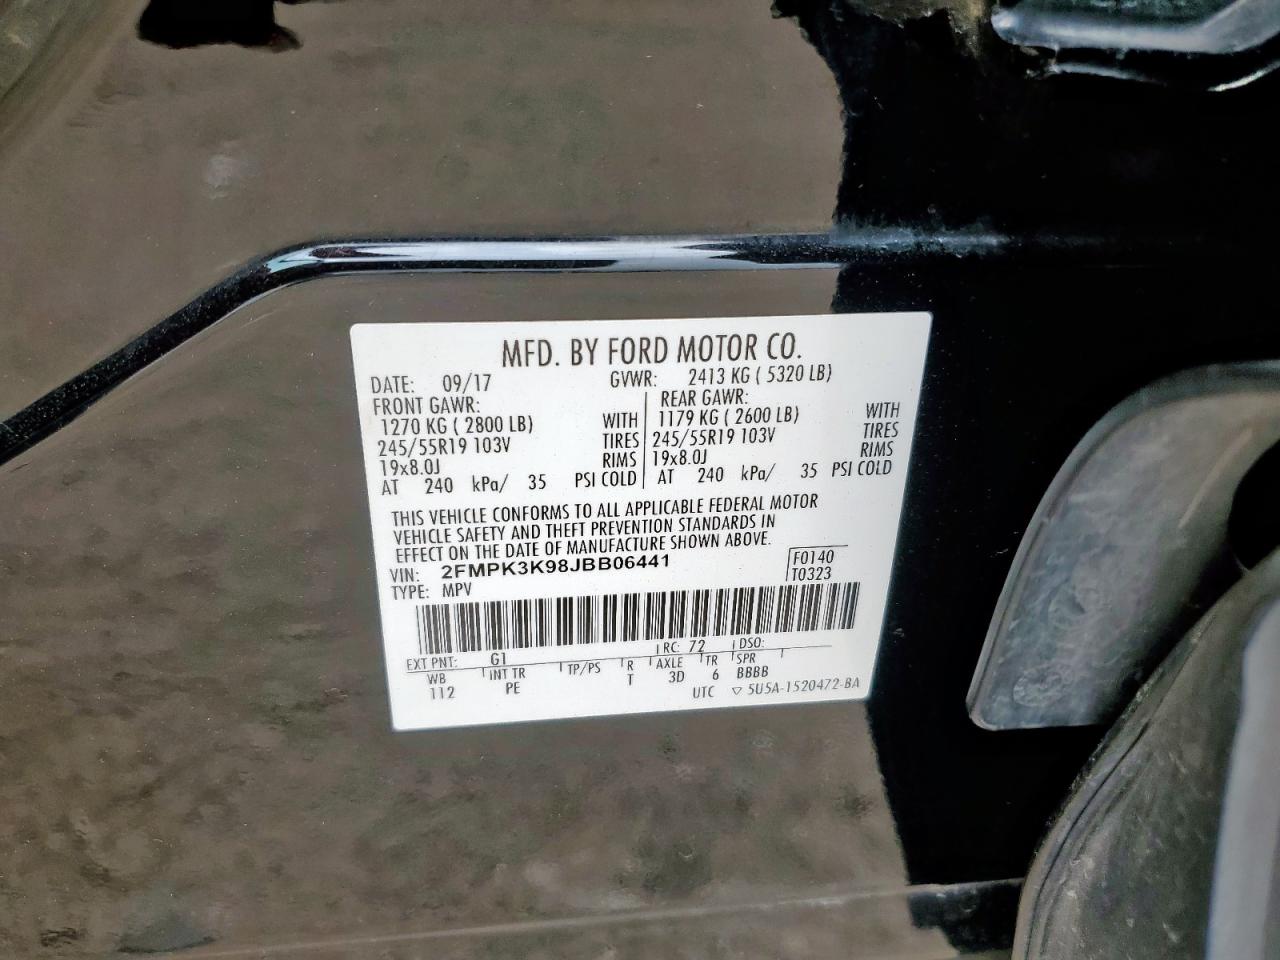 MFD. BY FORD MOTOR CO.
DATE: 09/17 GVWR: 2413 KG ( 5320 LB)
FRONT GAWR: REAR GAWR:
1270 KG ( 2800 LB) WITH 1179 KG ( 2600 LB) WITH
245/55R19 103V TIRES 245/55R19 103V TIRES
19x8.0J RIMS 19x8.0J RIMS
AT 240 kPa/ 35 PSI COLD AT 240 kPa/ 35 PSI COLD
THIS VEHICLE CONFORMS TO ALL APPLICABLE FEDERAL MOTOR
VEHICLE SAFETY AND THEFT PREVENTION STANDARDS IN
EFFECT ON THE DATE OF MANUFACTURE SHOWN ABOVE.
VIN: 2FMPK3K98JBB06441 F0140
TYPE: MPV T0323
EXT PNT: G1 RC: 72 DSO:
WB INT TR TP/PS R AXLE TR SPR
112 PE T 3D 6 BBBB
UTC ▽ 5U5A-1520472-BA